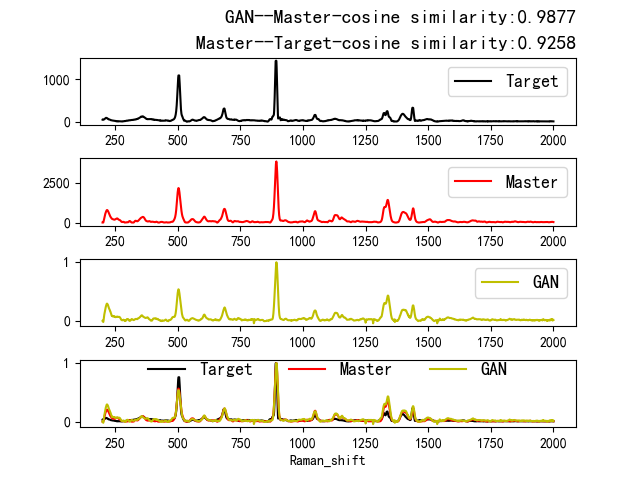 GAN--Master-cosine similarity:0.9877
Master--Target-cosine similarity:0.9258
1000
0
Target
250 500 750 1000 1250 1500 1750 2000
2500
0
Master
250 500 750 1000 1250 1500 1750 2000
1
0
GAN
250 500 750 1000 1250 1500 1750 2000
1
0
Target Master GAN
250 500 750 1000 1250 1500 1750 2000
Raman_shift